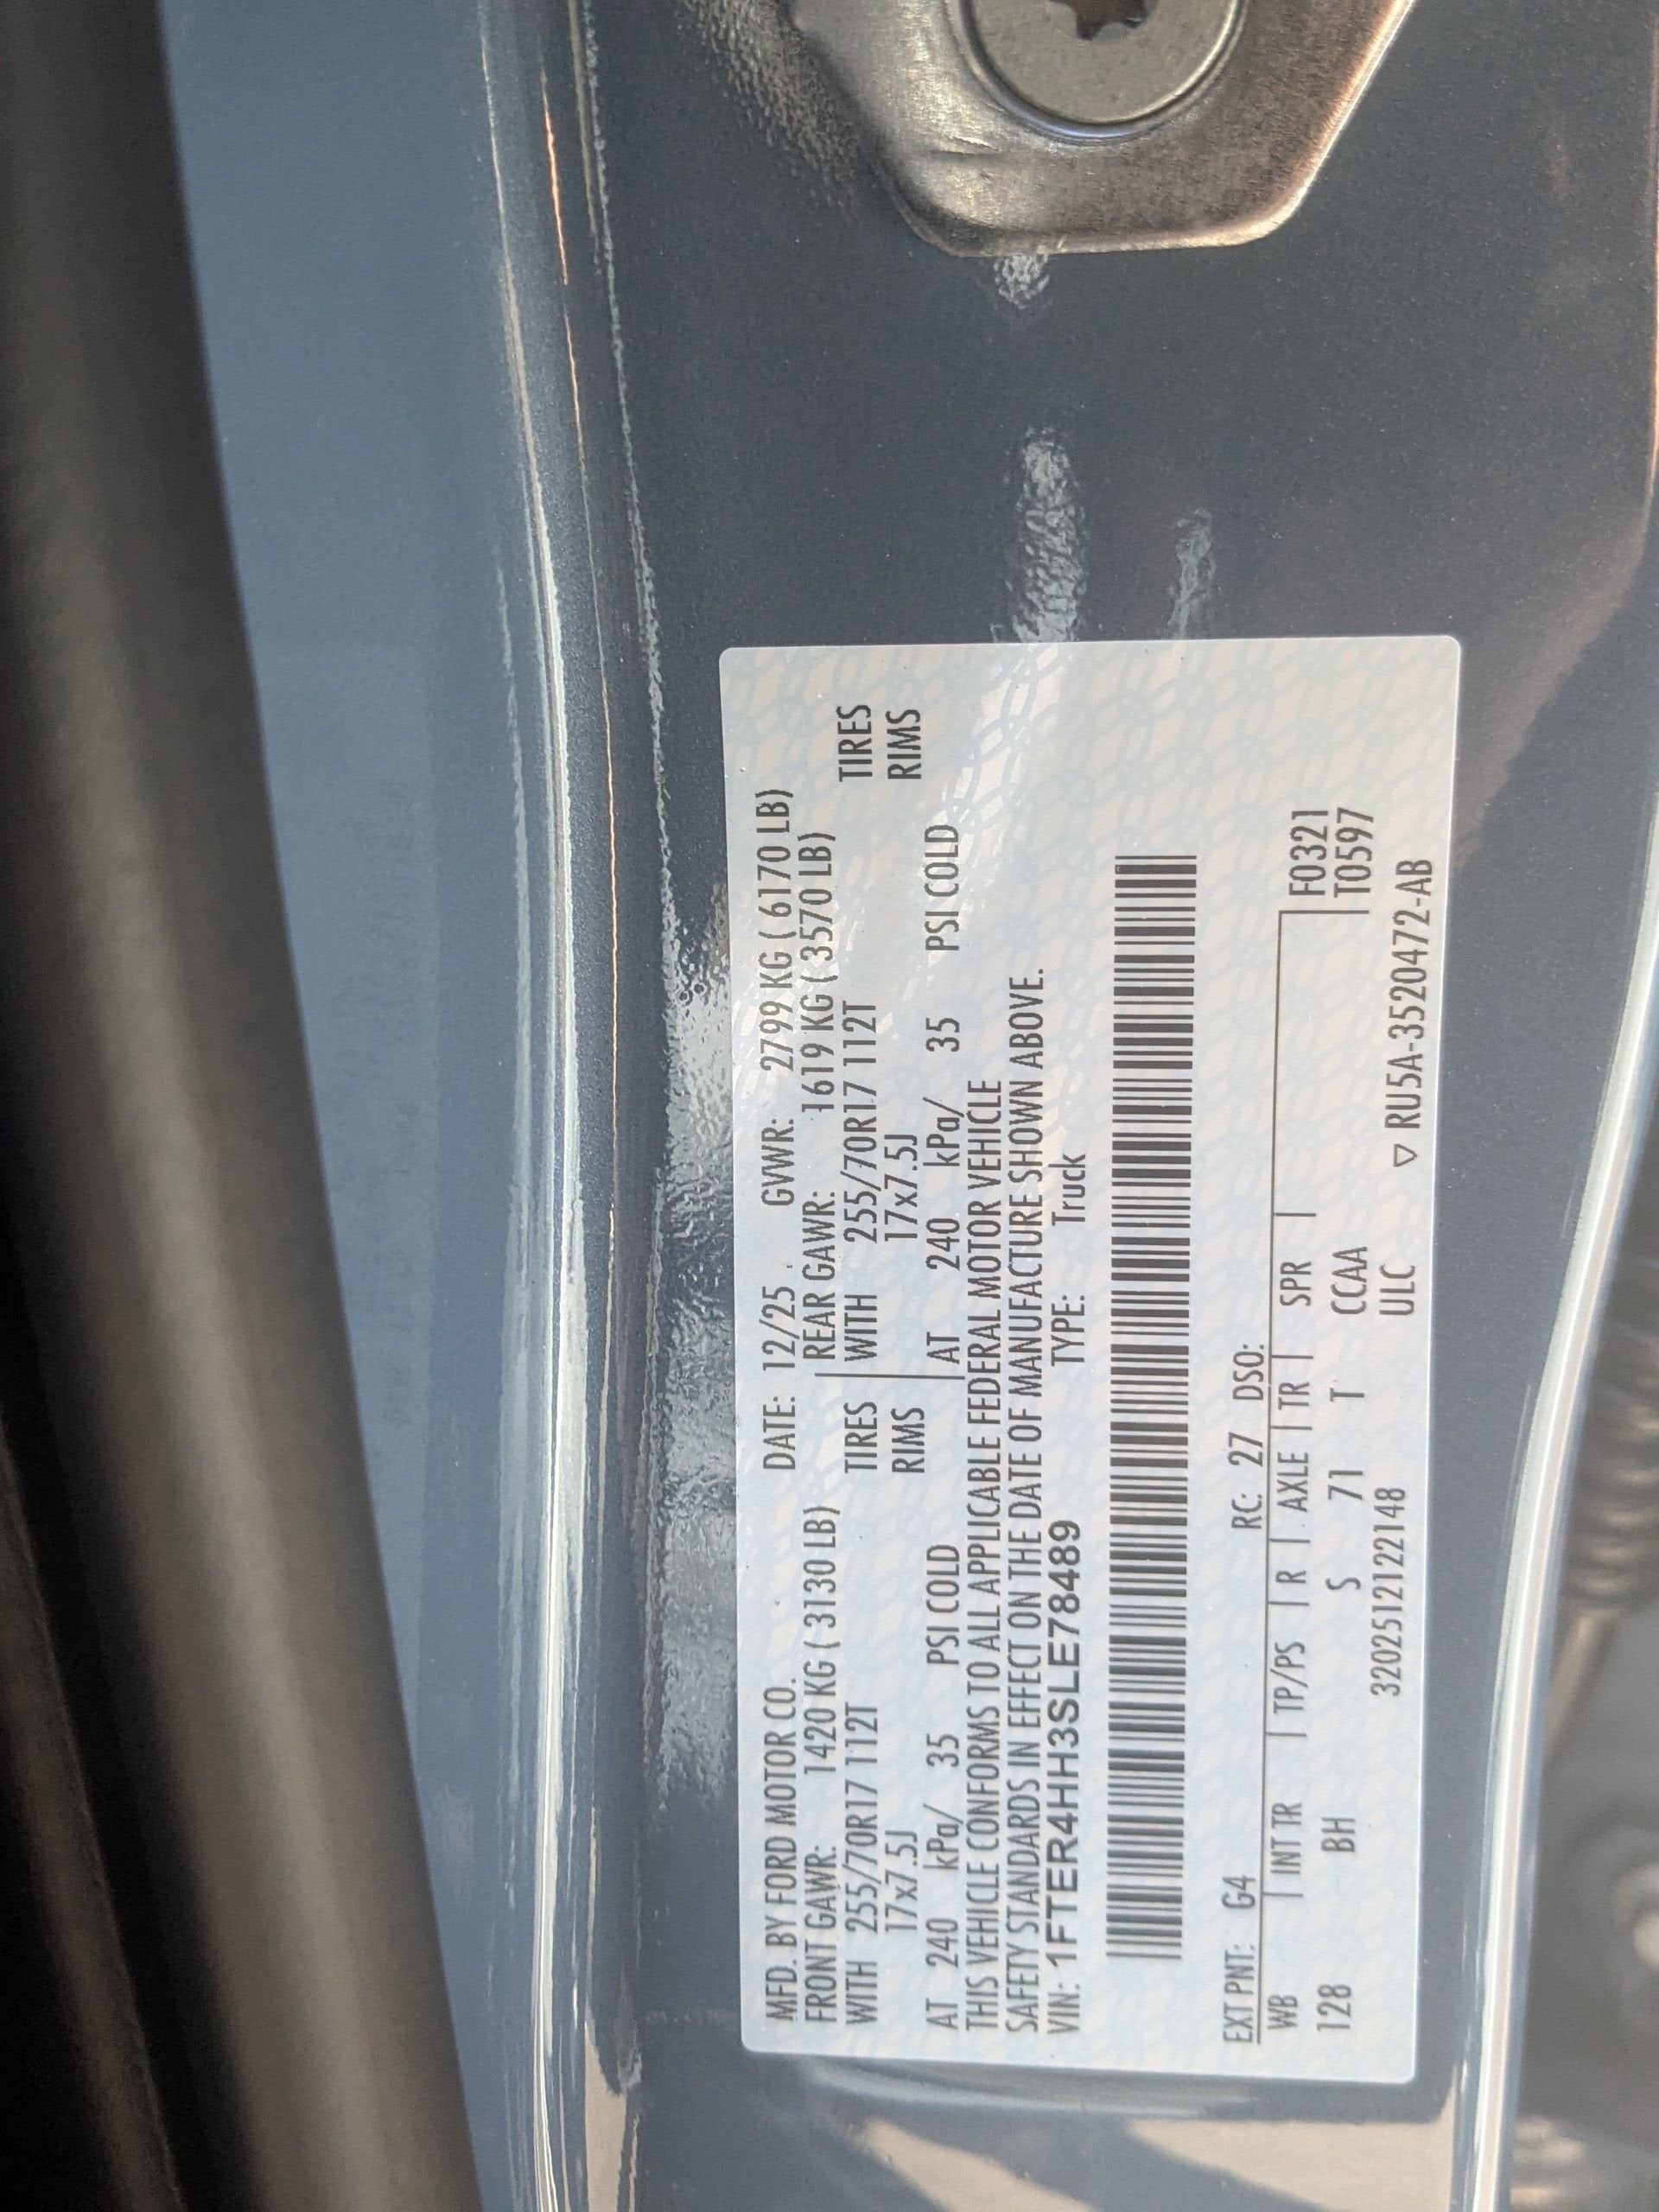 MFD. BY FORD MOTOR CO. DATE: 12/25 GVWR: 2799 KG ( 6170 LB)
FRONT GAWR: 1420 KG ( 3130 LB) REAR GAWR: 1619 KG ( 3570 LB)
WITH 255/70R17 112T TIRES WITH 255/70R17 112T TIRES
17x7.5J RIMS 17x7.5J RIMS
AT 240 kPa/ 35 PSI COLD AT 240 kPa/ 35 PSI COLD
THIS VEHICLE CONFORMS TO ALL APPLICABLE FEDERAL MOTOR VEHICLE
SAFETY STANDARDS IN EFFECT ON THE DATE OF MANUFACTURE SHOWN ABOVE.
VIN: 1FTER4HH3SLE78489 TYPE: Truck
EXT PNT: G4 RC: 27 DSO:
WB | INT TR | TP/PS | R | AXLE | TR | SPR | F0321
128 BH S 71 T CCAA T0597
3202512122148 ULC
▽ RU5A-3520472-AB